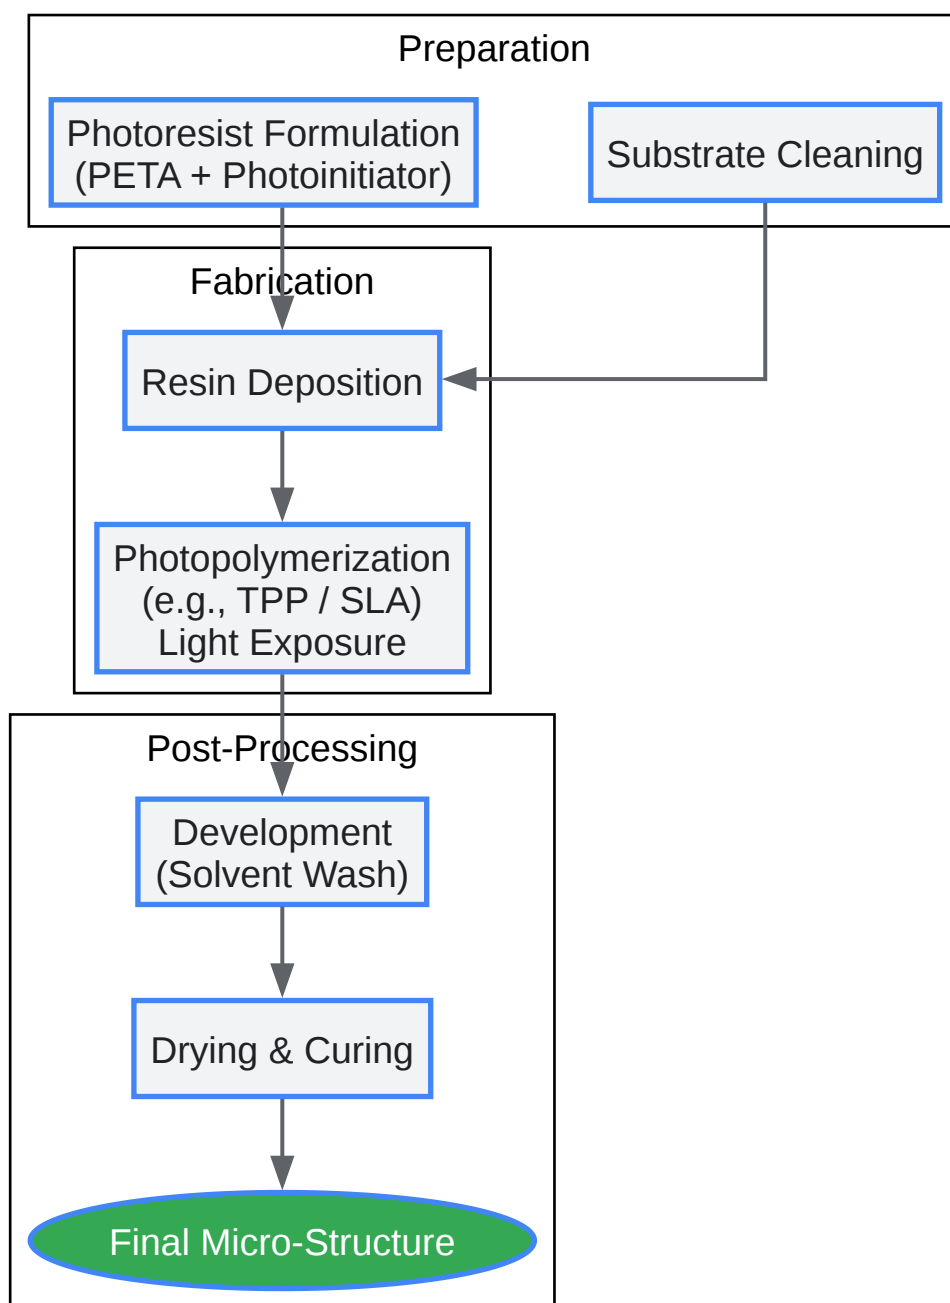 Preparation
Photoresist Formulation
(PETA + Photoinitiator)
Substrate Cleaning
Fabrication
Resin Deposition
Photopolymerization
(e.g., TPP / SLA)
Light Exposure
Post-Processing
Development
(Solvent Wash)
Drying & Curing
Final Micro-Structure